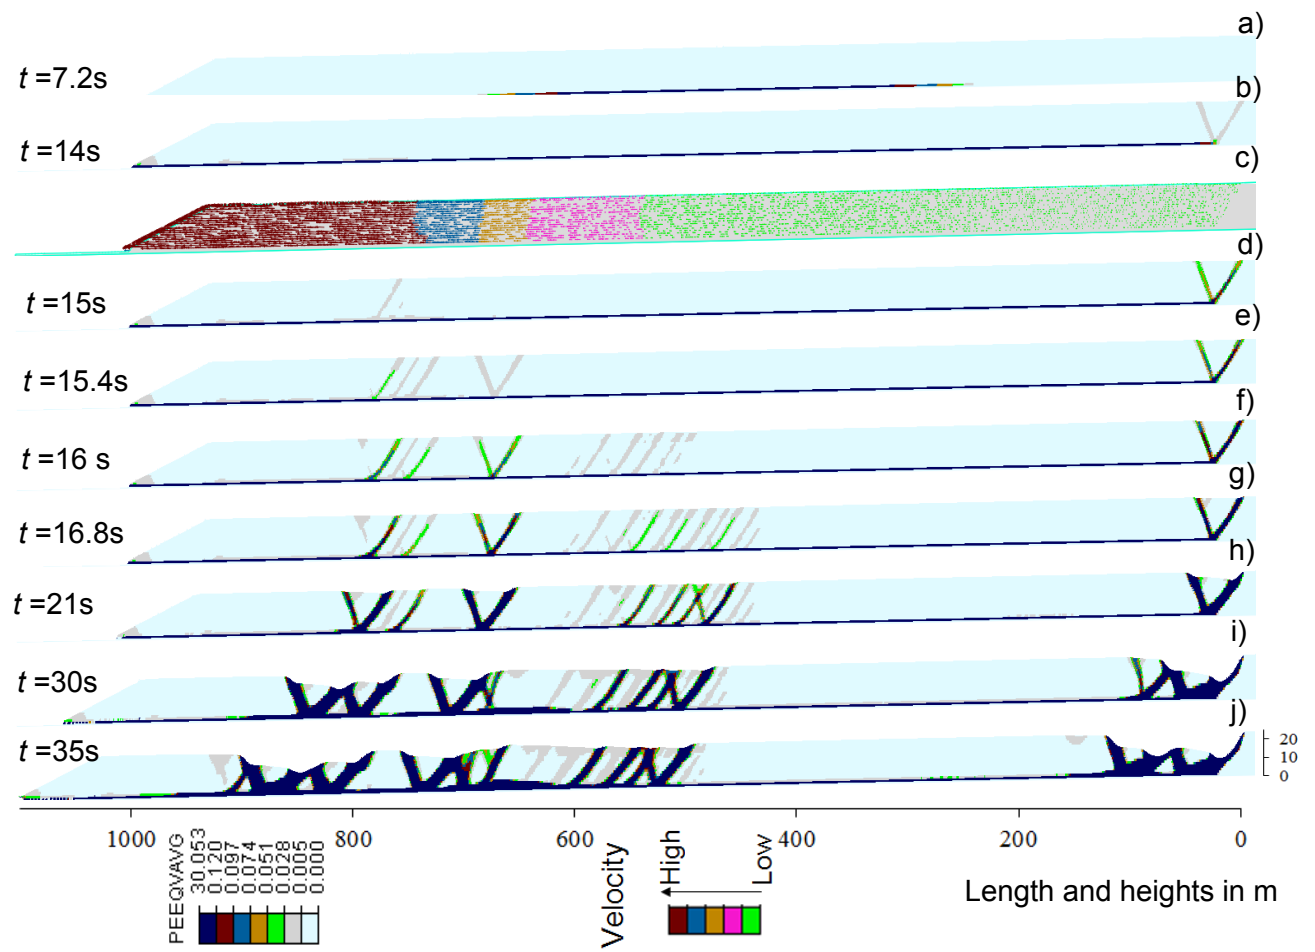 a)
t =7.2s
b)
t =14s
c)
d)
t =15s
e)
t =15.4s
f)
t =16 s
g)
t =16.8s
h)
t =21s
i)
t =30s
j)
t =35s
20
10
0
1000 800 600 400 200 0
PEEQVAVG
30.053
0.120
0.097
0.074
0.051
0.028
0.005
0.000
Velocity
High
Low
Length and heights in m